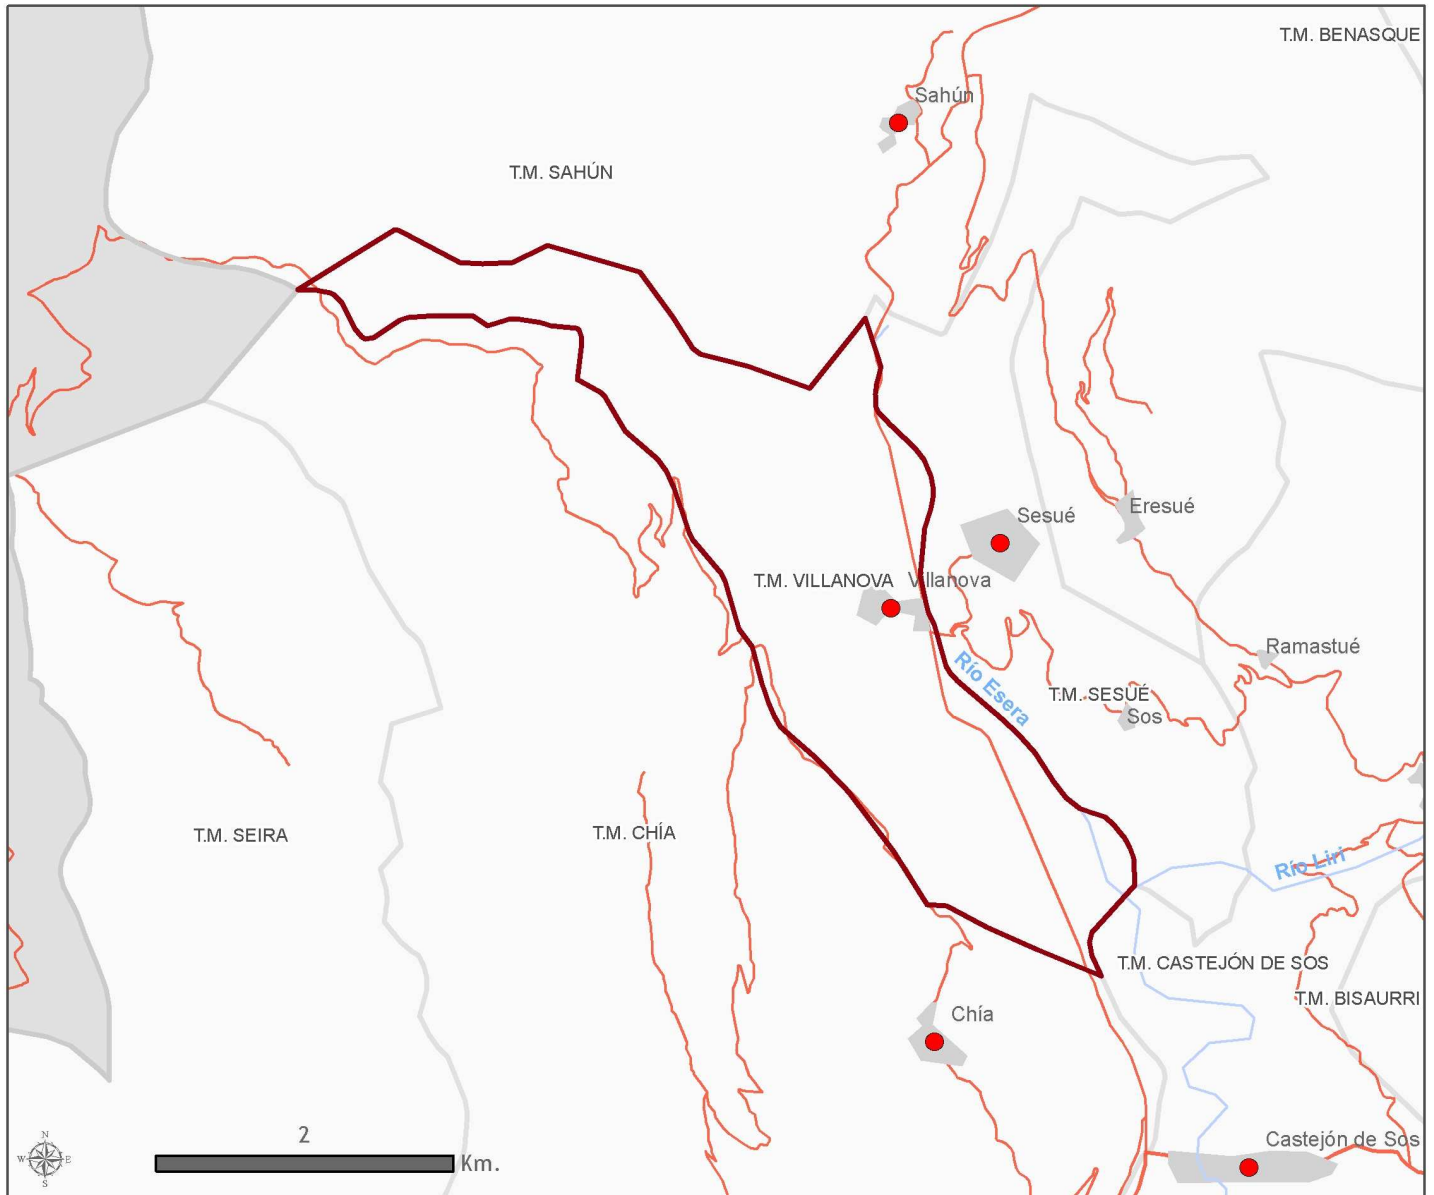 T.M. BENASQUE
Sahún
T.M. SAHÚN
Sesué
Eresué
T.M. VILLANOVA
Villanova
Ramastué
Río Esera
T.M. SESUÉ
Sos
T.M. SEIRA
T.M. CHÍA
Río Liri
T.M. CASTEJÓN DE SOS
T.M. BISAURRI
Chía
Castejón de Sos
N
W
E
S
2
Km.